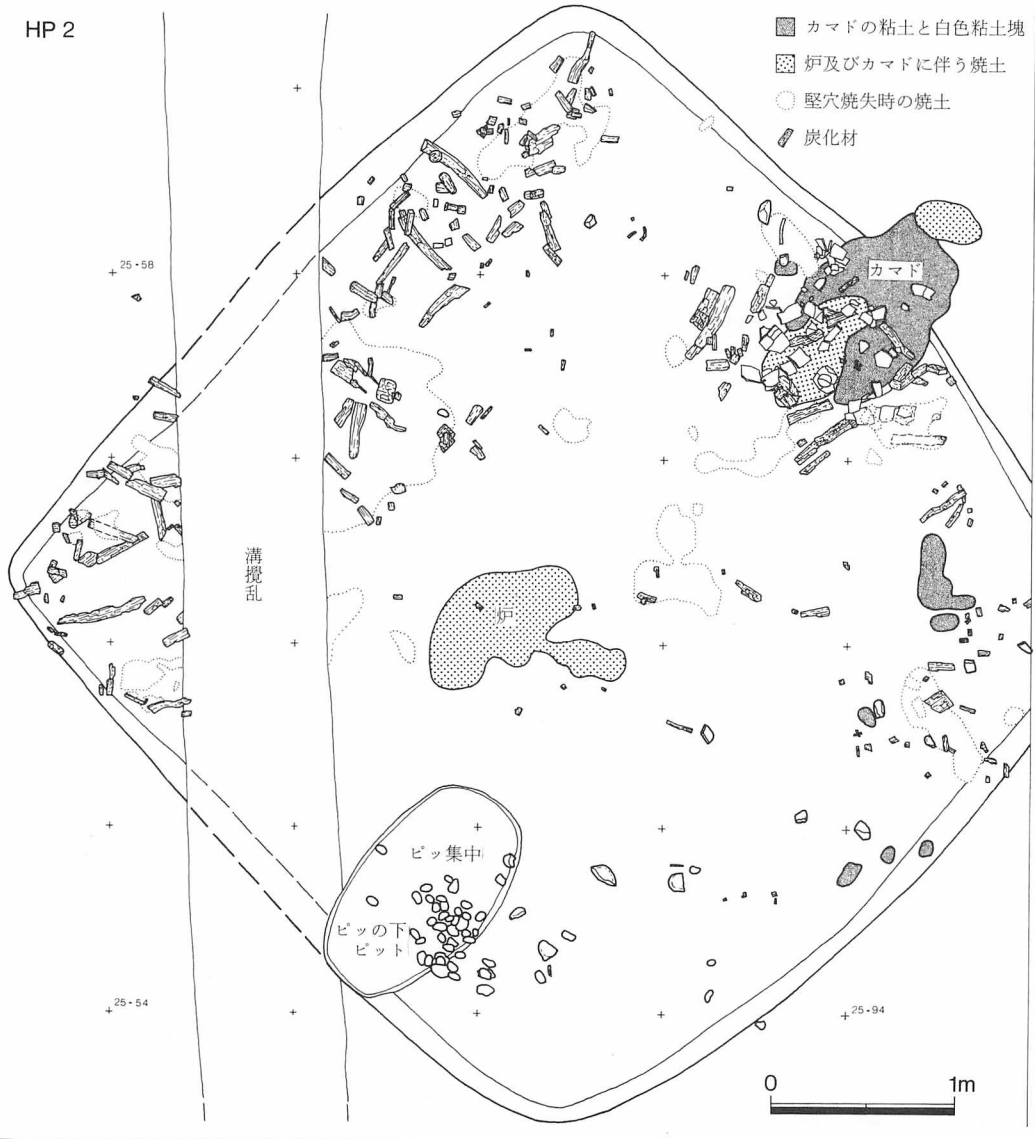 HP 2
カマドの粘土と白色粘土塊
炉及びカマドに伴う焼土
竪穴焼失時の焼土
炭化材
25-58
カマド
溝攪乱
炉
ピッ集中
ピッの下
ピット
25-54
25-94
0 1m